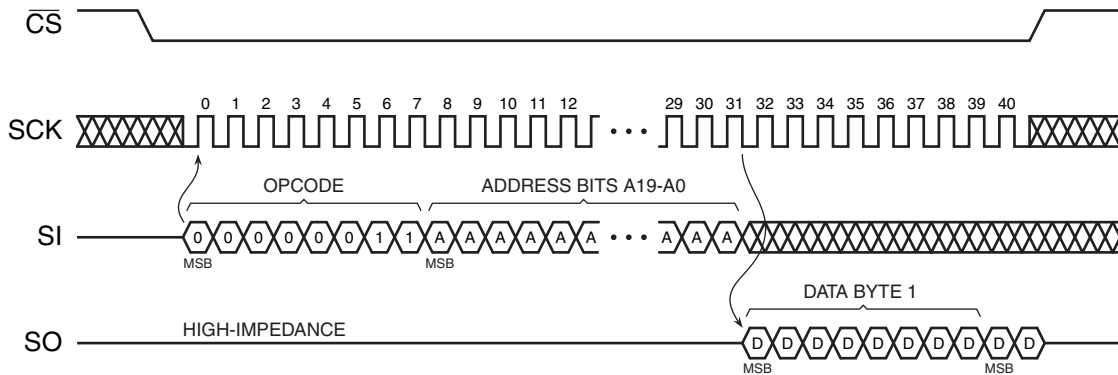 CS
0 1 2 3 4 5 6 7 8 9 10 11 12 29 30 31 32 33 34 35 36 37 38 39 40
SCK
OPCODE ADDRESS BITS A19-A0
SI 0 0 0 0 0 0 1 1 A A A A A A A A A
MSB MSB
DATA BYTE 1
HIGH-IMPEDANCE
SO D D D D D D D D D D
MSB MSB